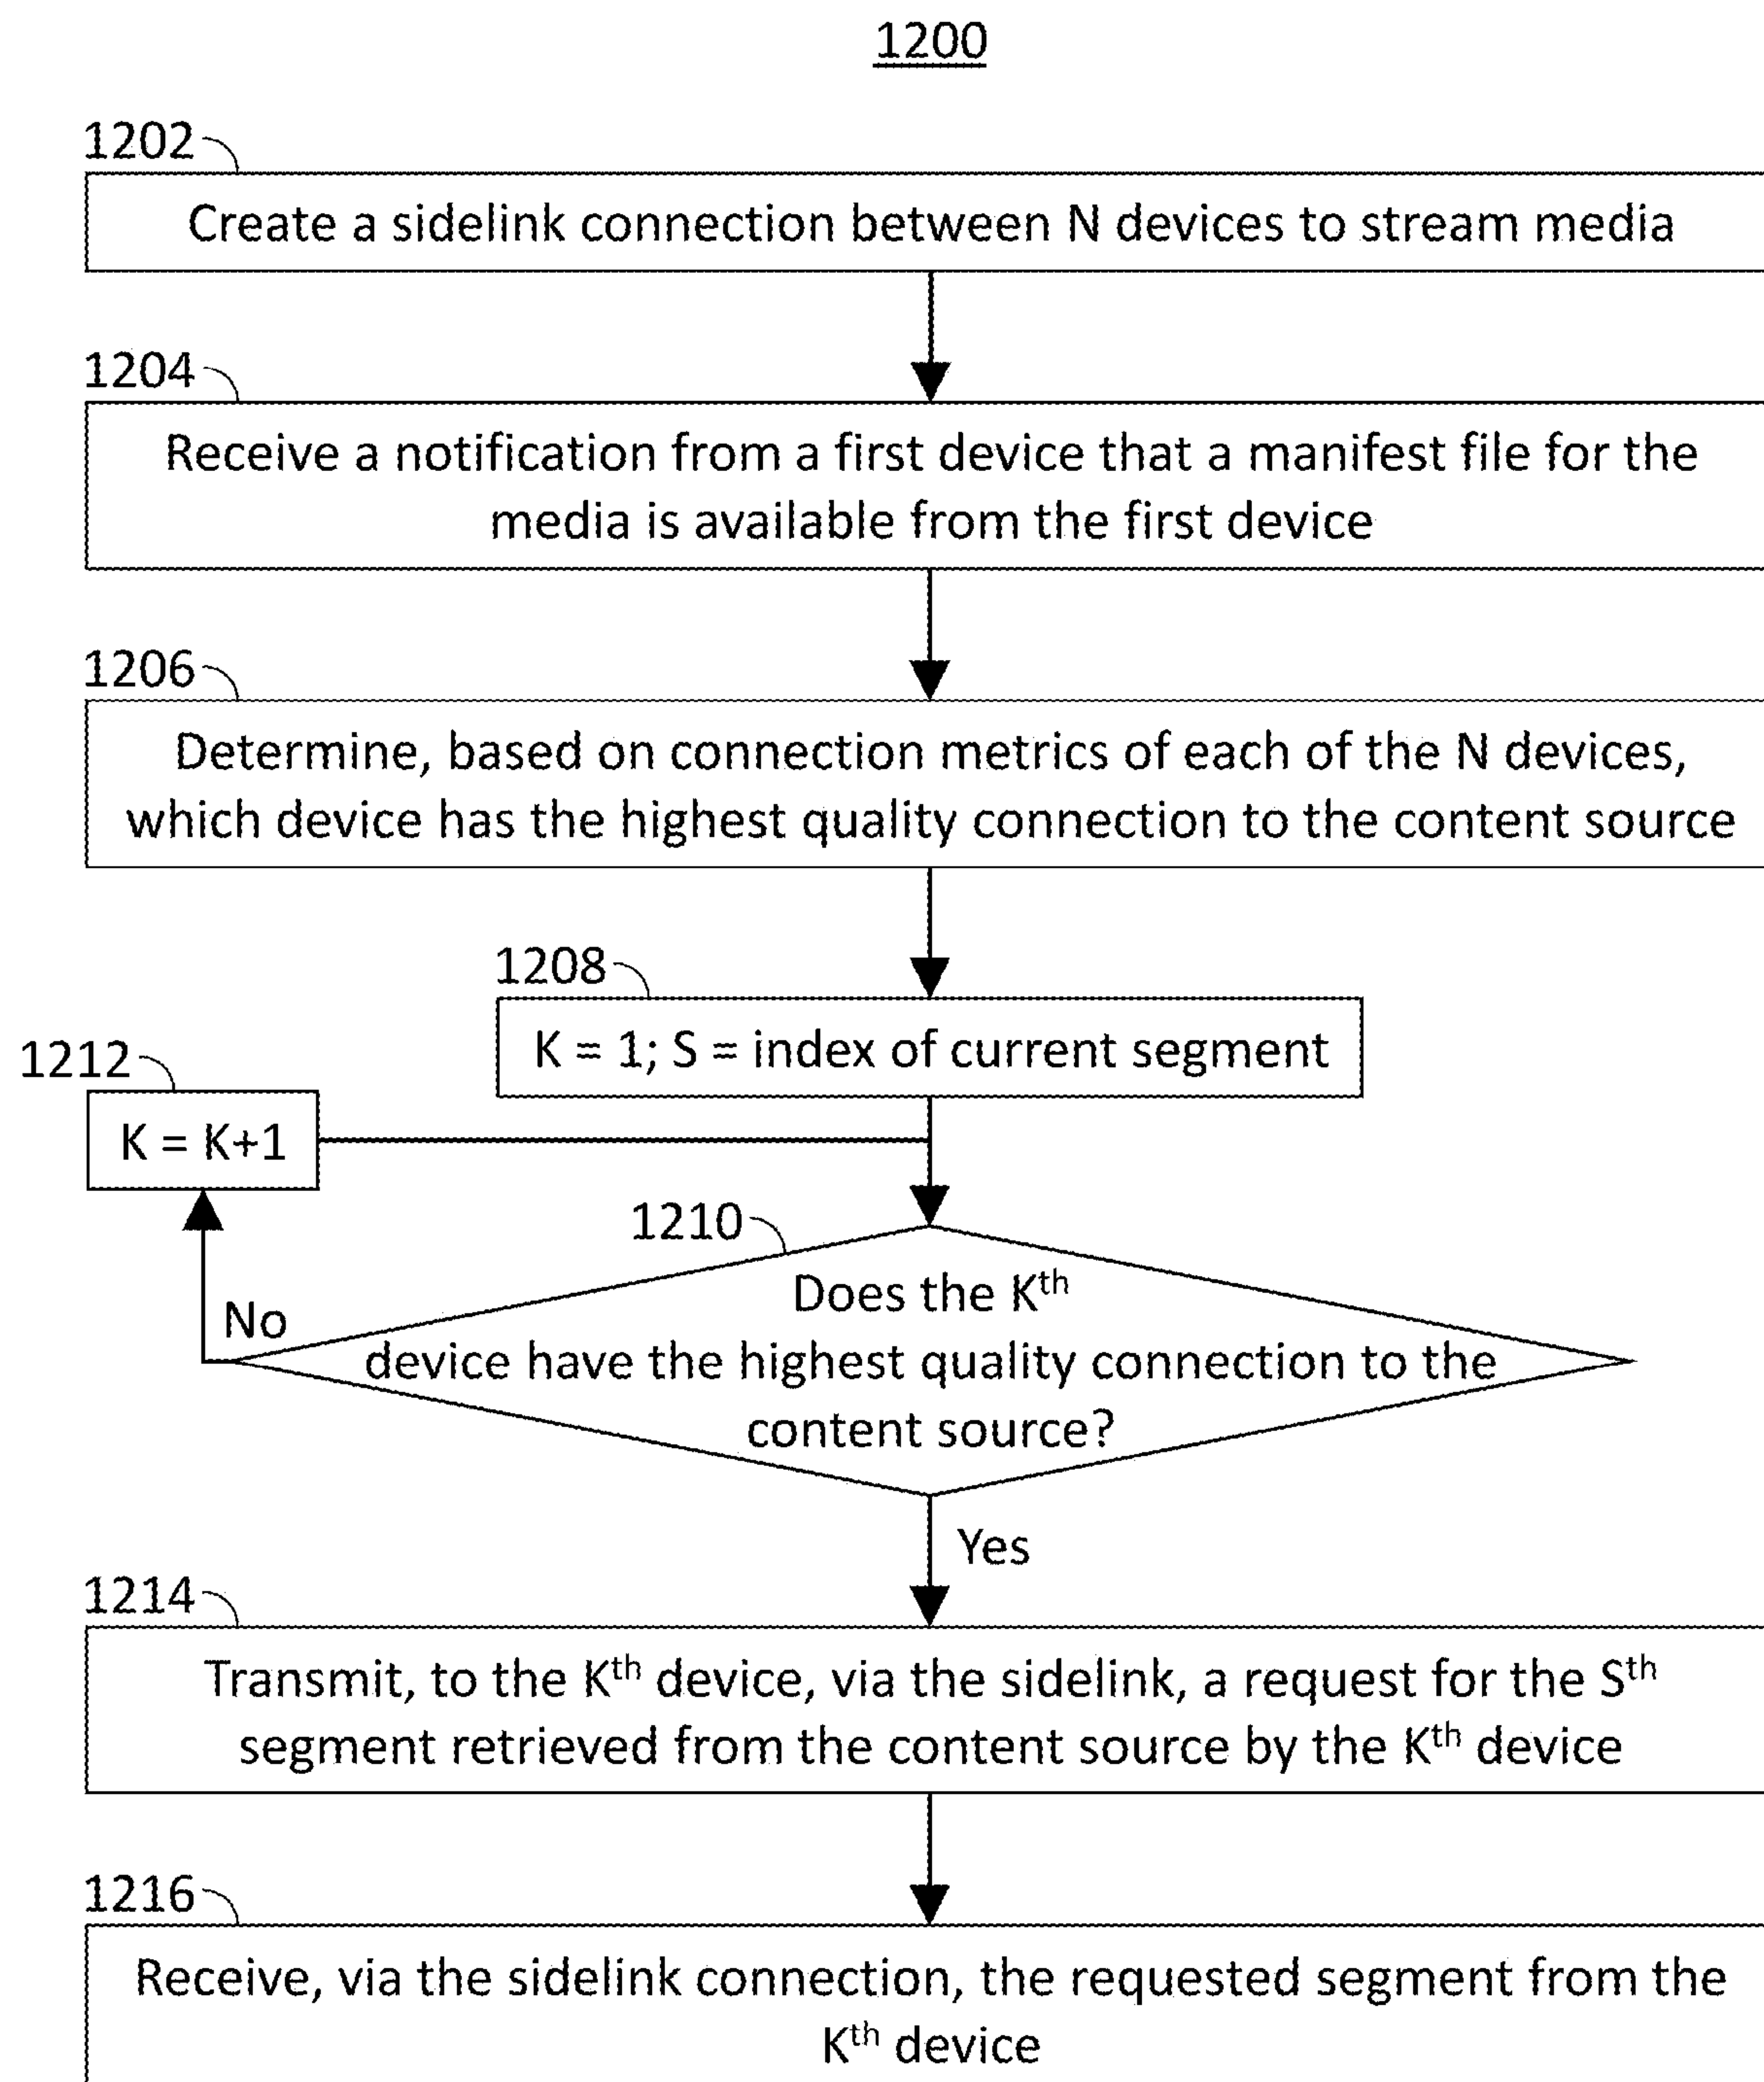 1200
1202
Create a sidelink connection between N devices to stream media
1204
Receive a notification from a first device that a manifest file for the
media is available from the first device
1206
Determine, based on connection metrics of each of the N devices,
which device has the highest quality connection to the content source
1208
K = 1; S = index of current segment
1212
K = K+1
1210
Does the Kth
device have the highest quality connection to the
content source?
No
Yes
1214
Transmit, to the Kth device, via the sidelink, a request for the Sth
segment retrieved from the content source by the Kth device
1216
Receive, via the sidelink connection, the requested segment from the
Kth device